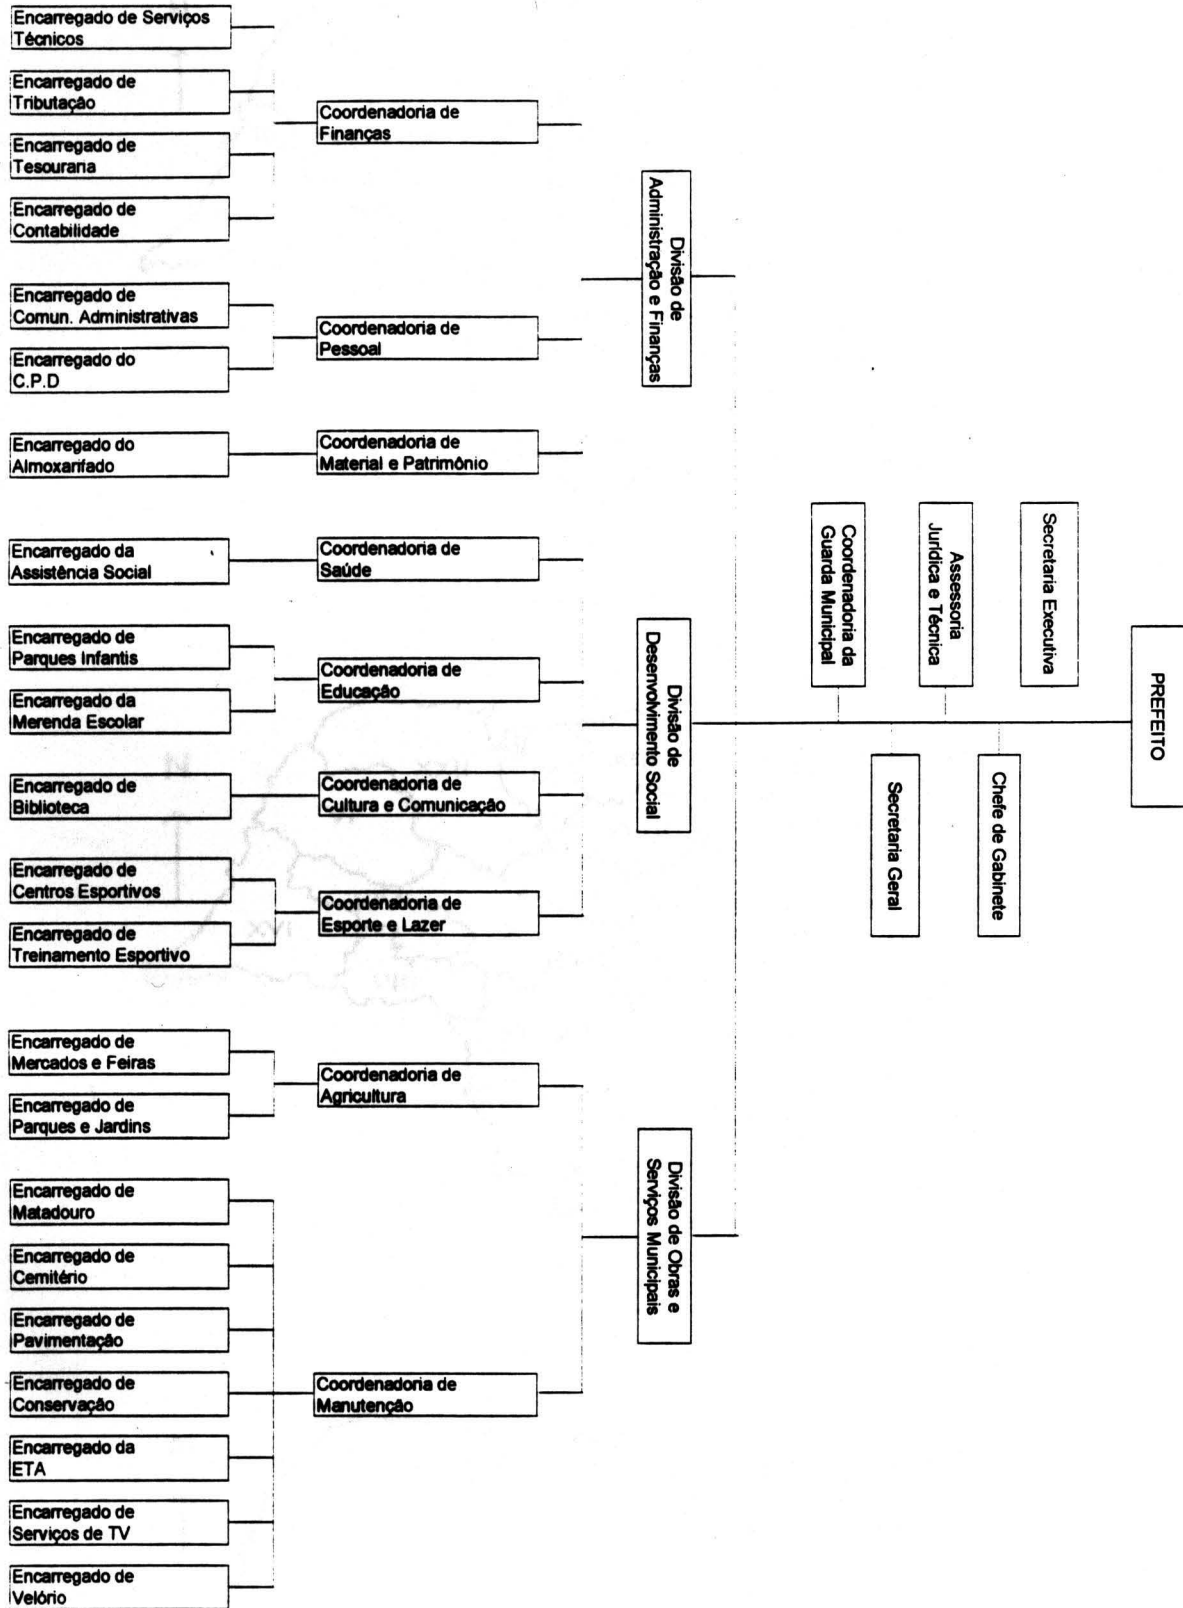 PREFEITO
Secretaria Executiva
Chefe de Gabinete
Assessoria
Jurídica e Técnica
Secretaria Geral
Coordenadoria da
Guarda Municipal
Divisão de
Administração e Finanças
Divisão de
Desenvolvimento Social
Divisão de Obras e
Serviços Municipais
Coordenadoria de
Finanças
Coordenadoria de
Pessoal
Coordenadoria de
Material e Patrimônio
Coordenadoria de
Saúde
Coordenadoria de
Educação
Coordenadoria de
Cultura e Comunicação
Coordenadoria de
Esporte e Lazer
Coordenadoria de
Agricultura
Coordenadoria de
Manutenção
Encarregado de Serviços
Técnicos
Encarregado de
Tributação
Encarregado de
Tesouraria
Encarregado de
Contabilidade
Encarregado de
Comun. Administrativas
Encarregado do
C.P.D
Encarregado do
Almoxarifado
Encarregado da
Assistência Social
Encarregado de
Parques Infantis
Encarregado da
Merenda Escolar
Encarregado de
Biblioteca
Encarregado de
Centros Esportivos
Encarregado de
Treinamento Esportivo
Encarregado de
Mercados e Feiras
Encarregado de
Parques e Jardins
Encarregado de
Matadouro
Encarregado de
Cemitério
Encarregado de
Pavimentação
Encarregado de
Conservação
Encarregado da
ETA
Encarregado de
Serviços de TV
Encarregado de
Velório